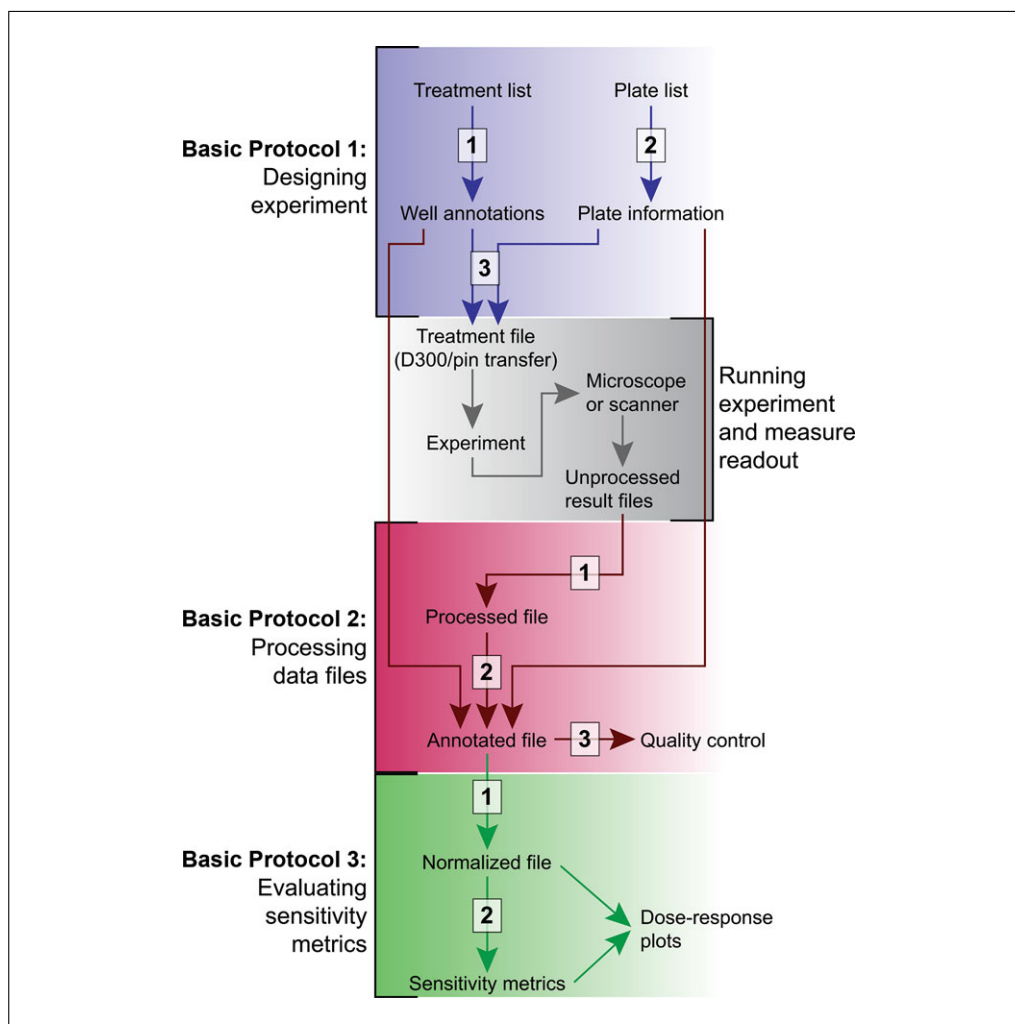 Treatment list
Plate list
1
2
Basic Protocol 1:
Designing
experiment
Well annotations
Plate information
3
Treatment file
(D300/pin transfer)
Microscope
or scanner
Experiment
Unprocessed
result files
Running
experiment
and measure
readout
1
Basic Protocol 2:
Processing
data files
Processed file
2
Annotated file
3
Quality control
1
Basic Protocol 3:
Evaluating
sensitivity
metrics
Normalized file
2
Dose-response
plots
Sensitivity metrics